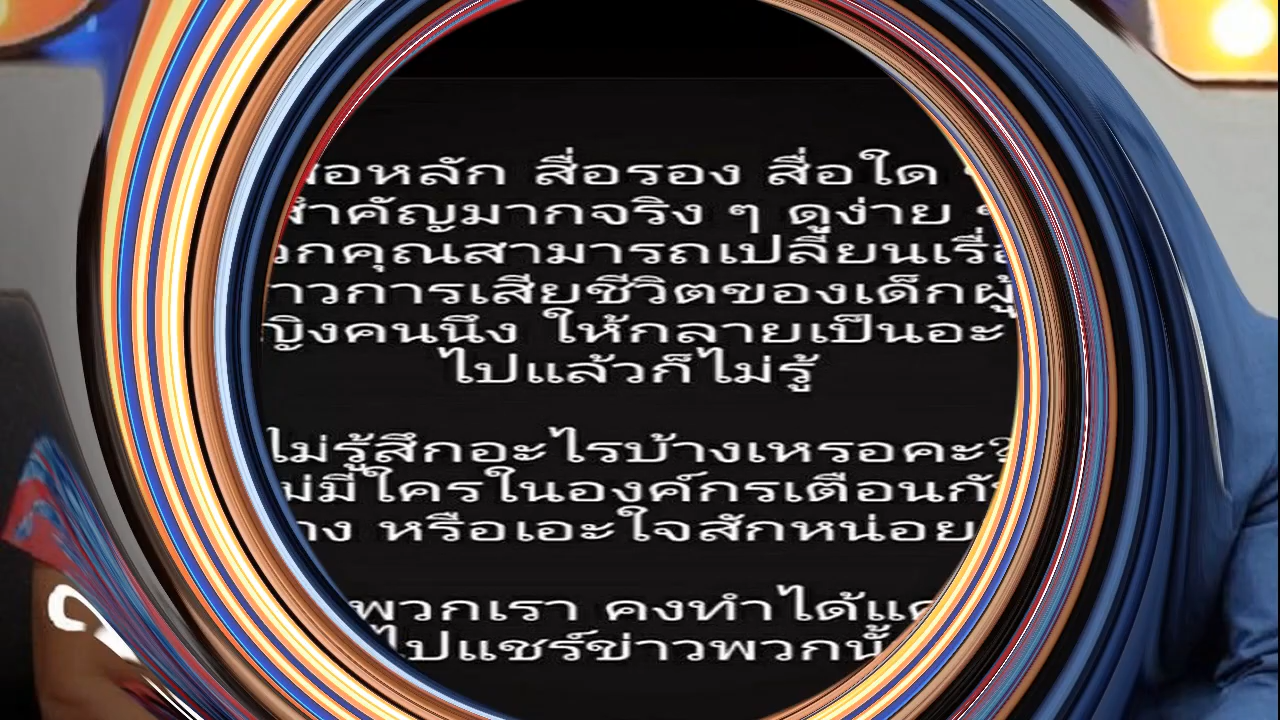 สื่อหลัก สื่อรอง สื่อใด
สำคัญมากจริง ๆ ดูง่าย
พวกคุณสามารถเปลี่ยน
ข่าวการเสียชีวิตของเด็กผู้
หญิงคนนึง ให้กลายเป็นอะ
ไปแล้วก็ไม่รู้
ไม่รู้สึกอะไรบ้างเหรอคะ?
ไม่มีใครในองค์กรเตือน
หรือเอะใจสักหน่อย
พวกเรา คงทำได้
ไปแชร์ข่าวพวกนั้น